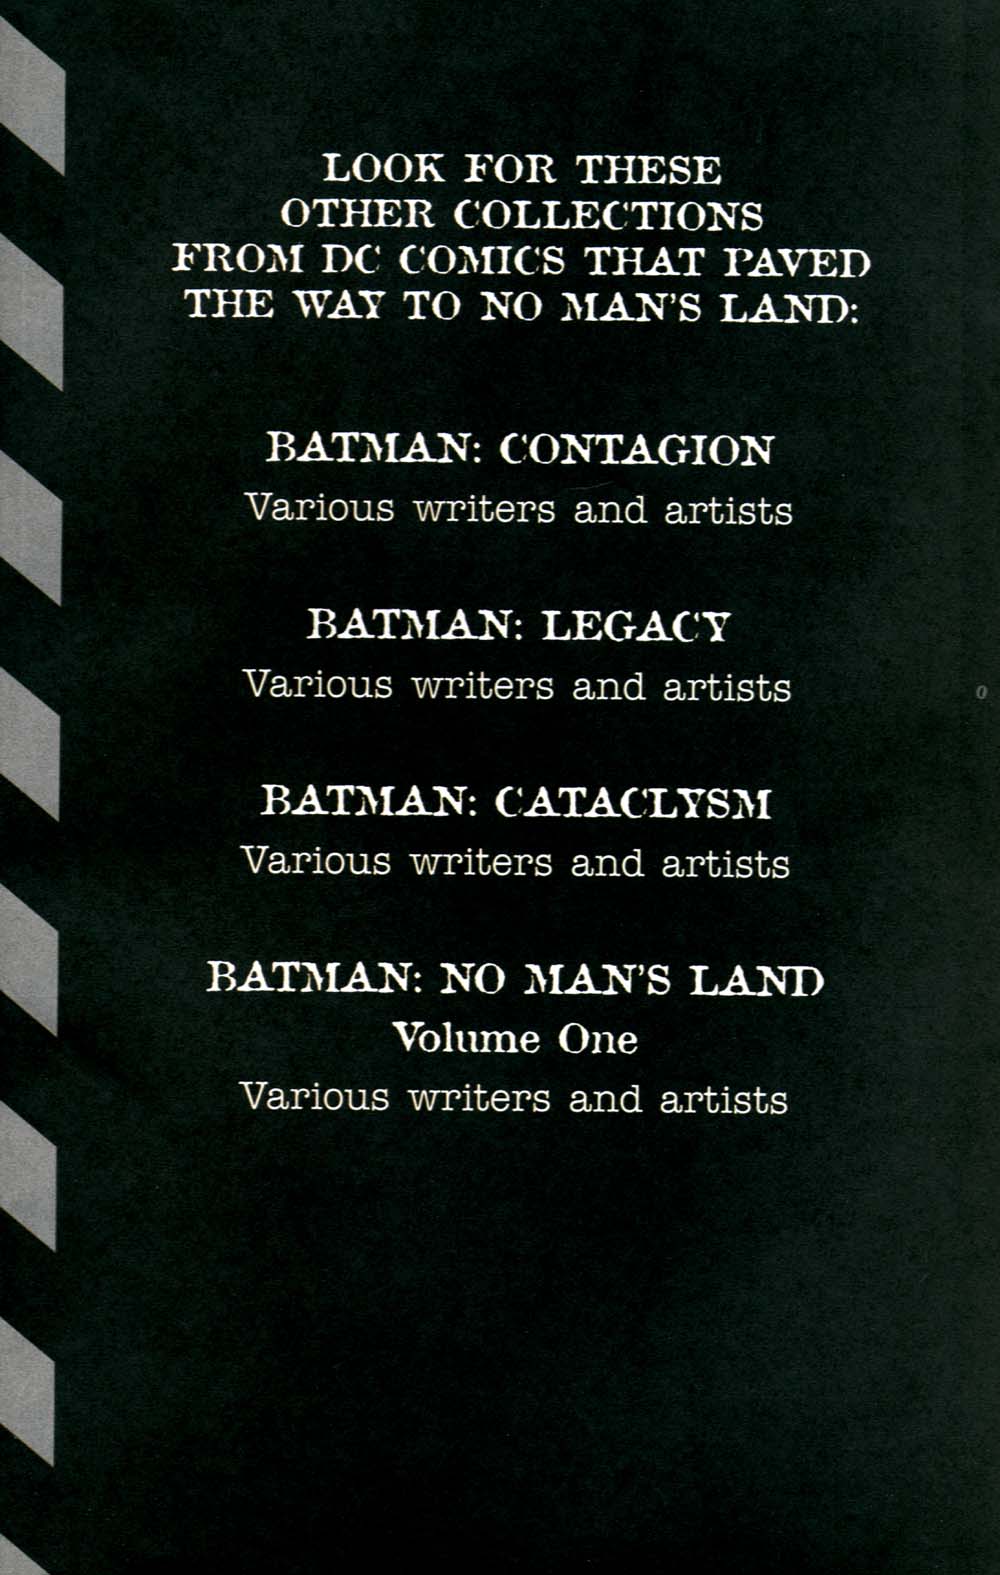 LOOK FOR THESE
OTHER COLLECTIONS
FROM DC COMICS THAT PAVED
THE WAY TO NO MAN'S LAND:
BATMAN: CONTAGION
Various writers and artists
BATMAN: LEGACY
Various writers and artists
BATMAN: CATACLYSM
Various writers and artists
BATMAN: NO MAN'S LAND
Volume One
Various writers and artists
0